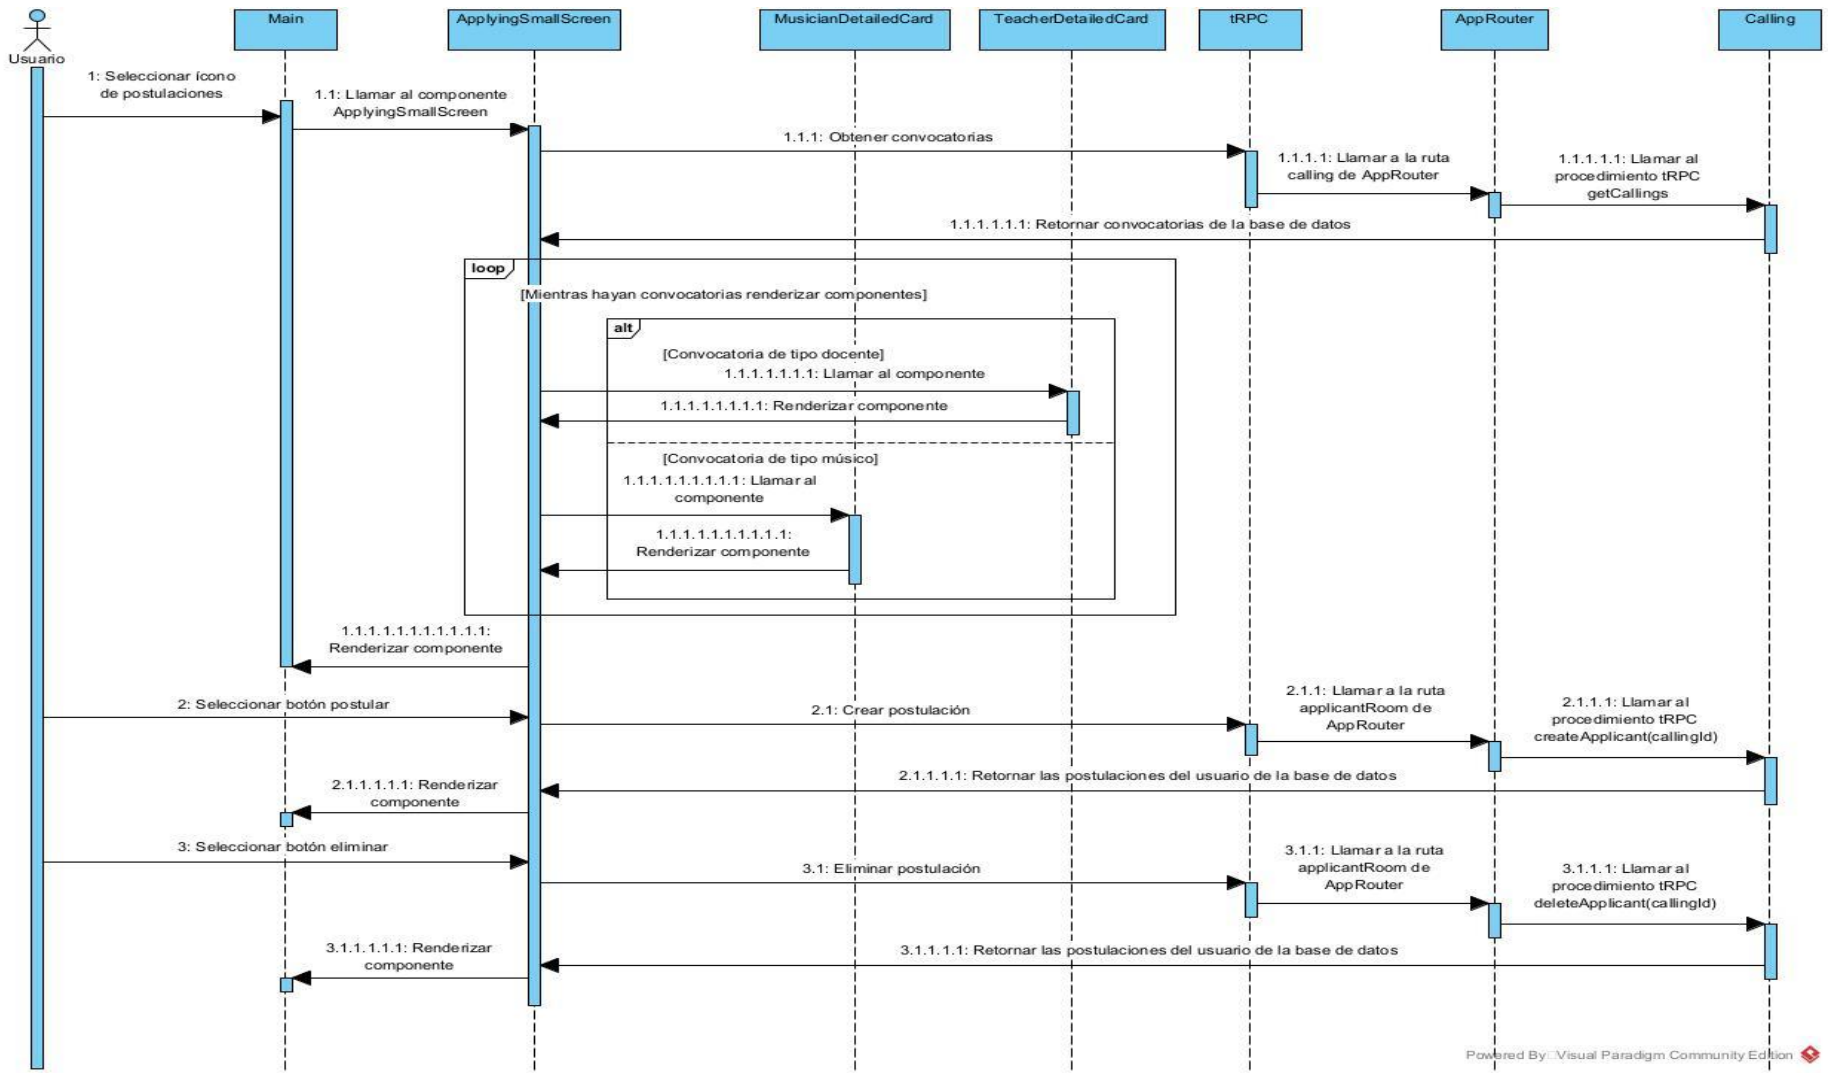 Main
ApplyingSmallScreen
MusicianDetailedCard
TeacherDetailedCard
tRPC
AppRouter
Calling
Usuario
1: Seleccionar ícono
de postulaciones
1.1: Llamar al componente
ApplyingSmallScreen
1.1.1: Obtener convocatorias
1.1.1.1: Llamar a la ruta
calling de AppRouter
1.1.1.1.1: Llamar al
procedimiento tRPC
getCallings
1.1.1.1.1.1: Retornar convocatorias de la base de datos
loop
[Mientras hayan convocatorias renderizar componentes]
alt
[Convocatoria de tipo docente]
1.1.1.1.1.1.1: Llamar al componente
1.1.1.1.1.1.1.1: Renderizar componente
[Convocatoria de tipo músico]
1.1.1.1.1.1.1.1.1: Llamar al
componente
1.1.1.1.1.1.1.1.1.1:
Renderizar componente
1.1.1.1.1.1.1.1.1.1.1:
Renderizar componente
2: Seleccionar botón postular
2.1: Crear postulación
2.1.1: Llamar a la ruta
applicantRoom de
AppRouter
2.1.1.1: Llamar al
procedimiento tRPC
createApplicant(callingId)
2.1.1.1.1: Retornar las postulaciones del usuario de la base de datos
2.1.1.1.1.1: Renderizar
componente
3: Seleccionar botón eliminar
3.1: Eliminar postulación
3.1.1: Llamar a la ruta
applicantRoom de
AppRouter
3.1.1.1: Llamar al
procedimiento tRPC
deleteApplicant(callingId)
3.1.1.1.1: Retornar las postulaciones del usuario de la base de datos
3.1.1.1.1.1: Renderizar
componente
Powered By Visual Paradigm Community Edition